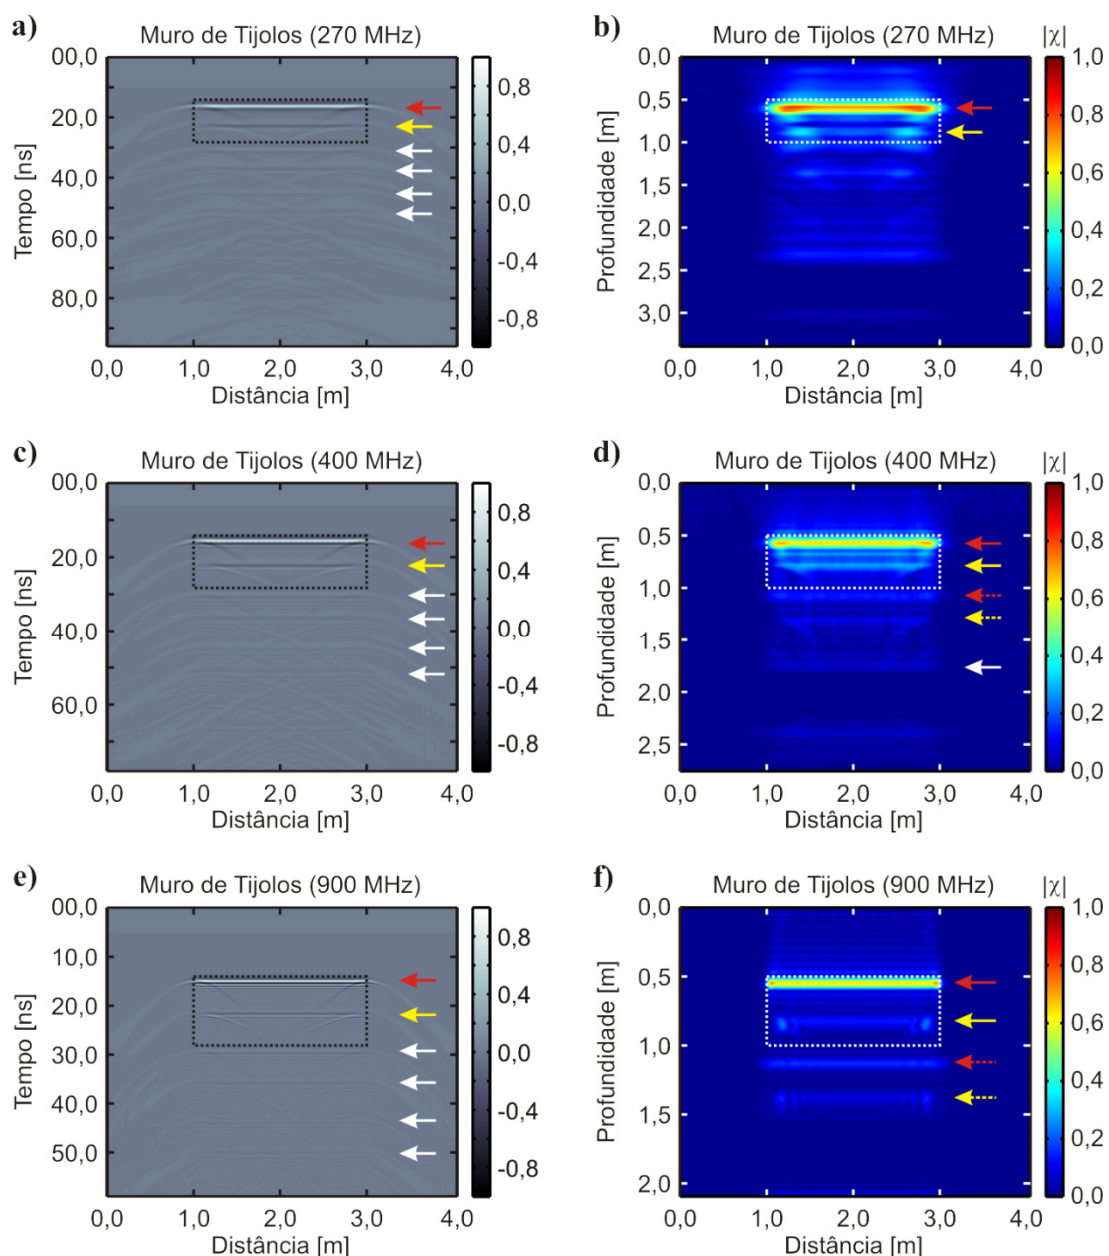 a)
Muro de Tijolos (270 MHz)
00,0
20,0
40,0
60,0
80,0
Tempo [ns]
0,0 1,0 2,0 3,0 4,0
Distância [m]
0.8
0.4
0,0
-0,4
-0,8
b)
Muro de Tijolos (270 MHz)
|χ|
0,0
0,5
1,0
1,5
2,0
2,5
3,0
Profundidade [m]
0,0 1,0 2,0 3,0 4,0
Distância [m]
1,0
0,8
0,6
0,4
0,2
0,0
c)
Muro de Tijolos (400 MHz)
00,0
20,0
40,0
60,0
Tempo [ns]
0,0 1,0 2,0 3,0 4,0
Distância [m]
0,8
0,4
0,0
-0,4
-0,8
d)
Muro de Tijolos (400 MHz)
|χ|
0,0
0,5
1,0
1,5
2,0
2,5
Profundidade [m]
0,0 1,0 2,0 3,0 4,0
Distância [m]
1,0
0,8
0,6
0,4
0,2
0,0
e)
Muro de Tijolos (900 MHz)
00,0
10,0
20,0
30,0
40,0
50,0
Tempo [ns]
0,0 1,0 2,0 3,0 4,0
Distância [m]
0,8
0,4
0,0
-0,4
-0,8
f)
Muro de Tijolos (900 MHz)
|χ|
0,0
0,5
1,0
1,5
2,0
Profundidade [m]
0,0 1,0 2,0 3,0 4,0
Distância [m]
1,0
0,8
0,6
0,4
0,2
0,0